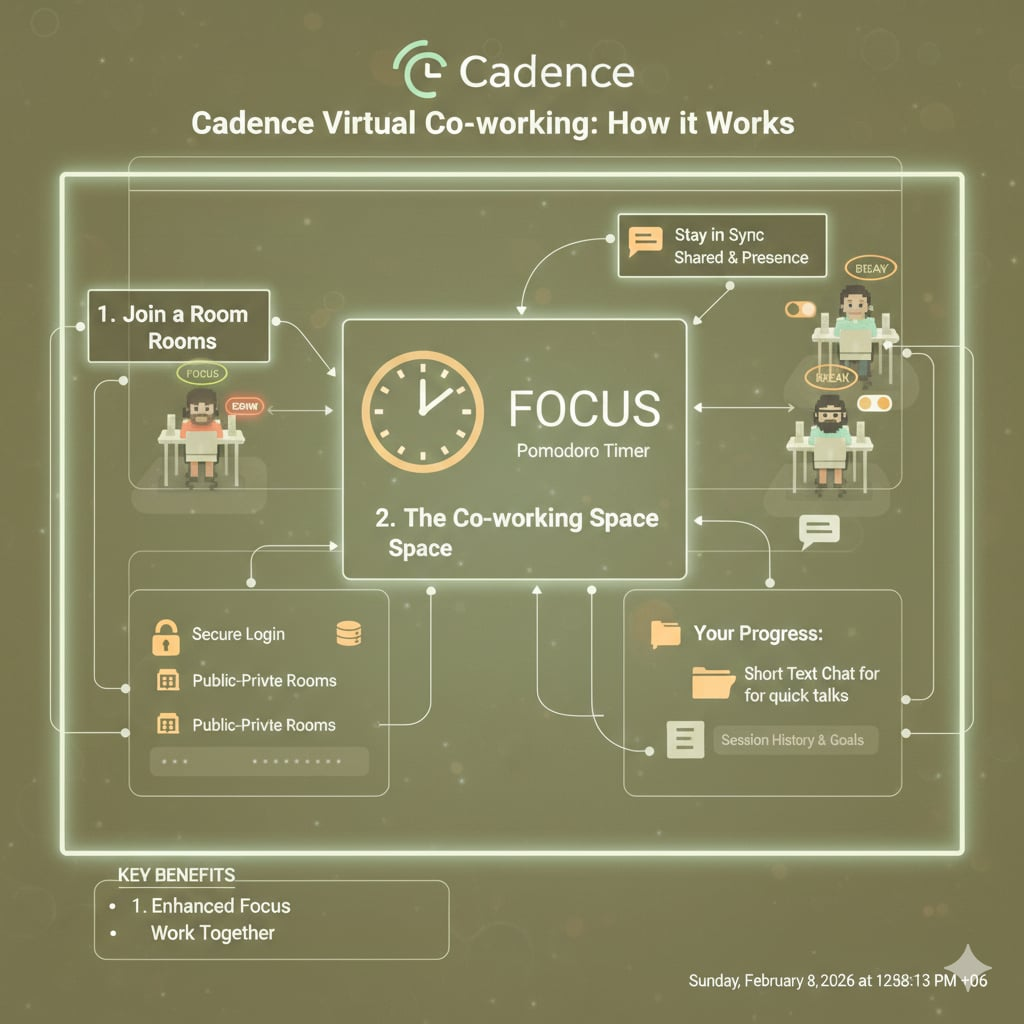 Cadence
Cadence Virtual Co-working: How it Works
Stay in Sync
Shared & Presence
1. Join a Room
Rooms
FOCUS
EGIW
FOCUS
Pomodoro Timer
2. The Co-working Space
Space
Secure Login
Public-Privte Rooms
Public-Privte Rooms
Your Progress:
Short Text Chat for
for quick talks
Session History & Goals
KEY BENEFITS
• 1. Enhanced Focus
• Work Together
Sunday, February 8, 2026 at 1258:13 PM +06